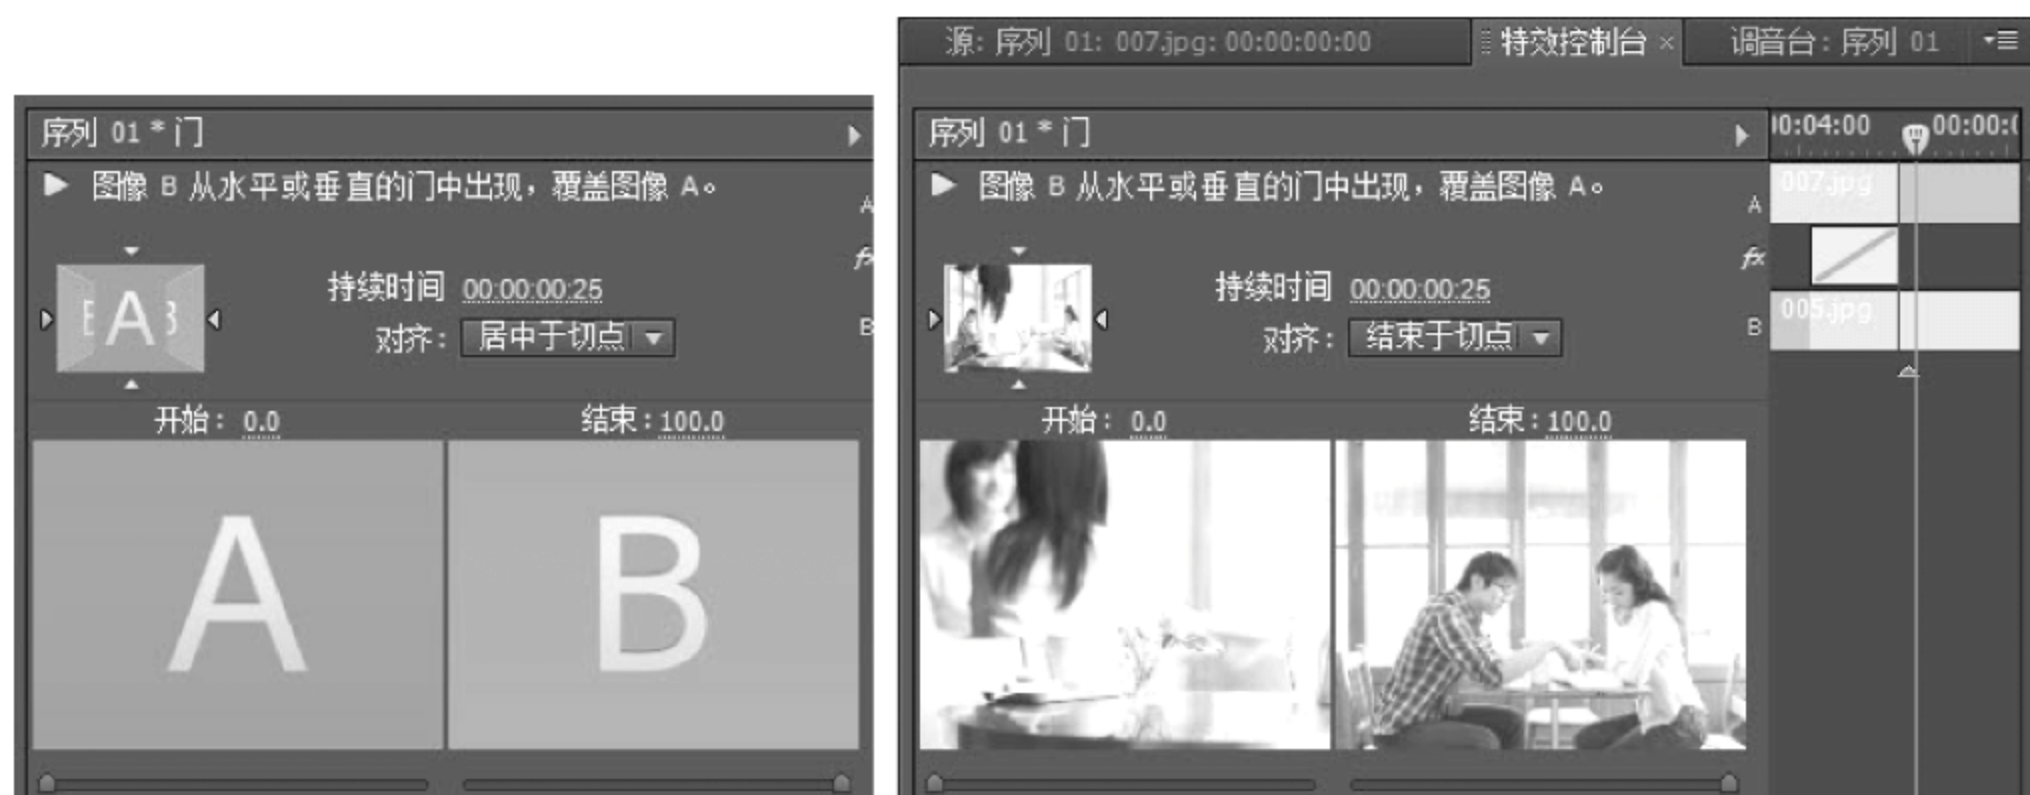 序列 01 * 门
图像 B 从水平或垂直的门中出现，覆盖图像 A。
A
B A B
fx
持续时间 00:00:00:25
对齐： 居中于切点
B
开始： 0.0
结束：100.0
A
B
源: 序列 01: 007.jpg: 00:00:00:00
特效控制台 ×
调音台: 序列 01
序列 01 * 门
图像 B 从水平或垂直的门中出现，覆盖图像 A。
A
fx
持续时间 00:00:00:25
对齐： 结束于切点
B
开始： 0.0
结束：100.0
0:04:00
00:00:0
007.jpg
005.jpg